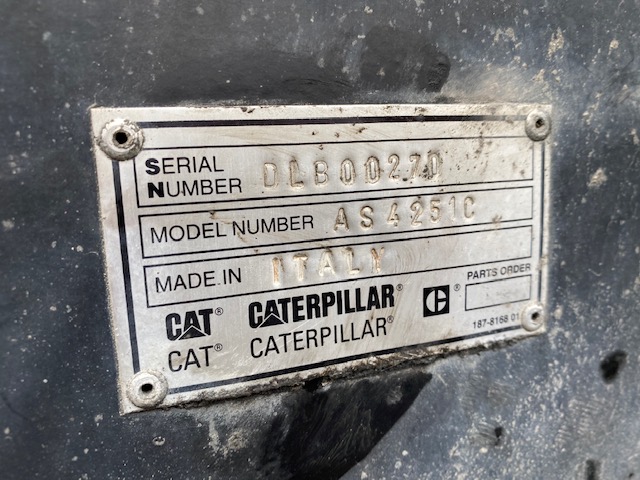 SERIAL NUMBER DLB00270
MODEL NUMBER AS4251C
MADE IN ITALY
PARTS ORDER
CAT® CATERPILLAR® C®
CAT® CATERPILLAR®
187-8168 01